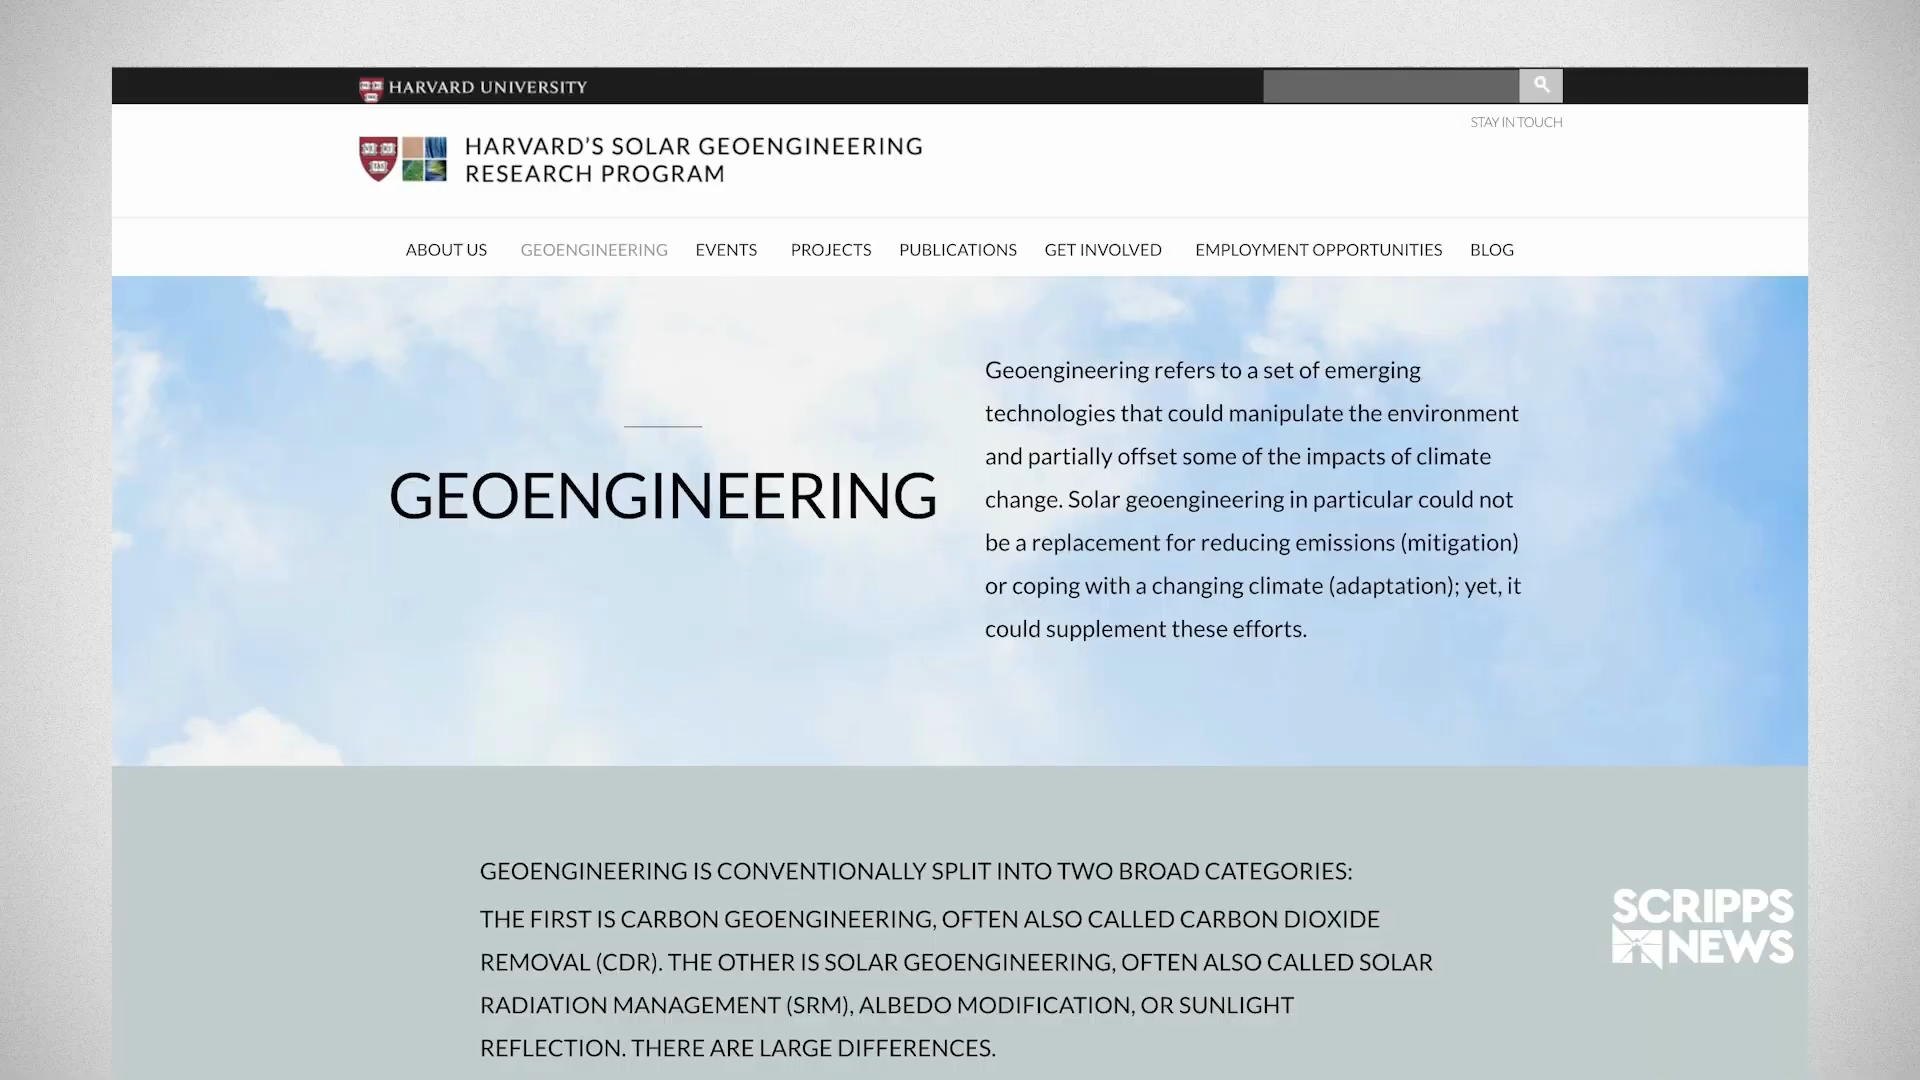 HARVARD UNIVERSITY
STAY IN TOUCH
HARVARD'S SOLAR GEOENGINEERING
RESEARCH PROGRAM
ABOUT US GEOENGINEERING EVENTS PROJECTS PUBLICATIONS GET INVOLVED EMPLOYMENT OPPORTUNITIES BLOG
GEOENGINEERING
Geoengineering refers to a set of emerging
technologies that could manipulate the environment
and partially offset some of the impacts of climate
change. Solar geoengineering in particular could not
be a replacement for reducing emissions (mitigation)
or coping with a changing climate (adaptation); yet, it
could supplement these efforts.
GEOENGINEERING IS CONVENTIONALLY SPLIT INTO TWO BROAD CATEGORIES:
THE FIRST IS CARBON GEOENGINEERING, OFTEN ALSO CALLED CARBON DIOXIDE
REMOVAL (CDR). THE OTHER IS SOLAR GEOENGINEERING, OFTEN ALSO CALLED SOLAR
RADIATION MANAGEMENT (SRM), ALBEDO MODIFICATION, OR SUNLIGHT
REFLECTION. THERE ARE LARGE DIFFERENCES.
SCRIPPS
NEWS